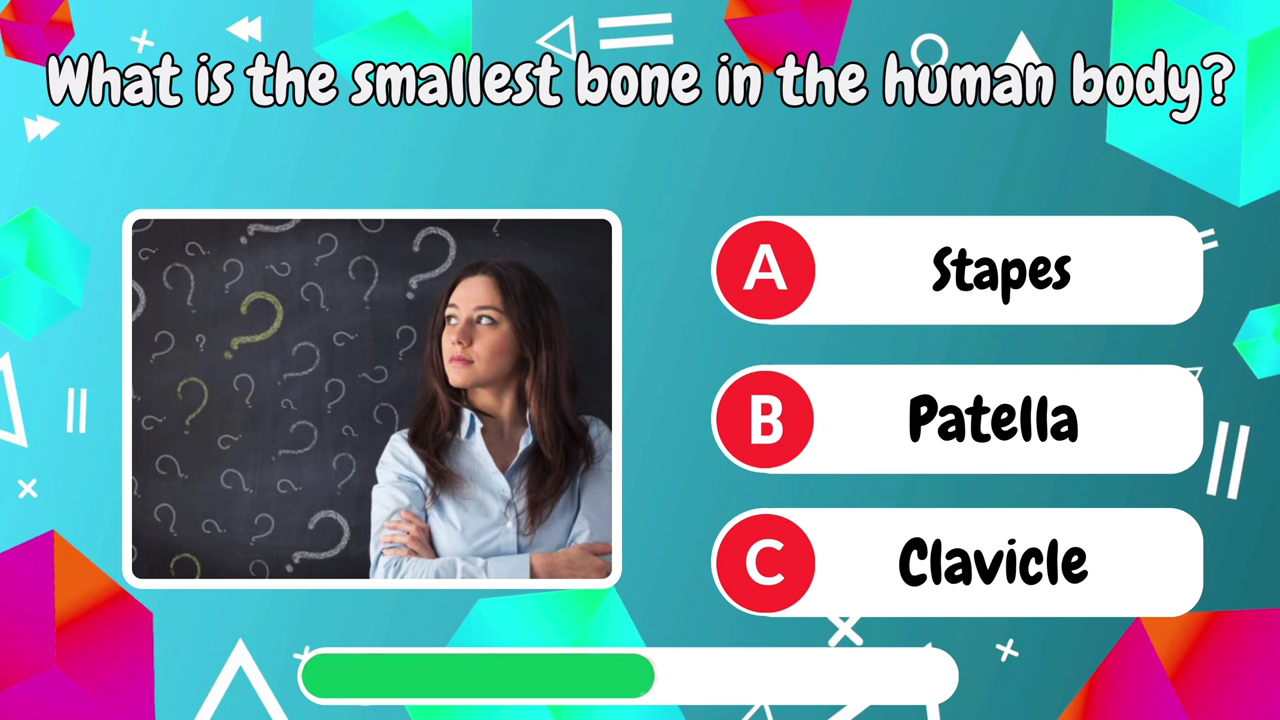 What is the smallest bone in the human body?
A Stapes
B Patella
C Clavicle